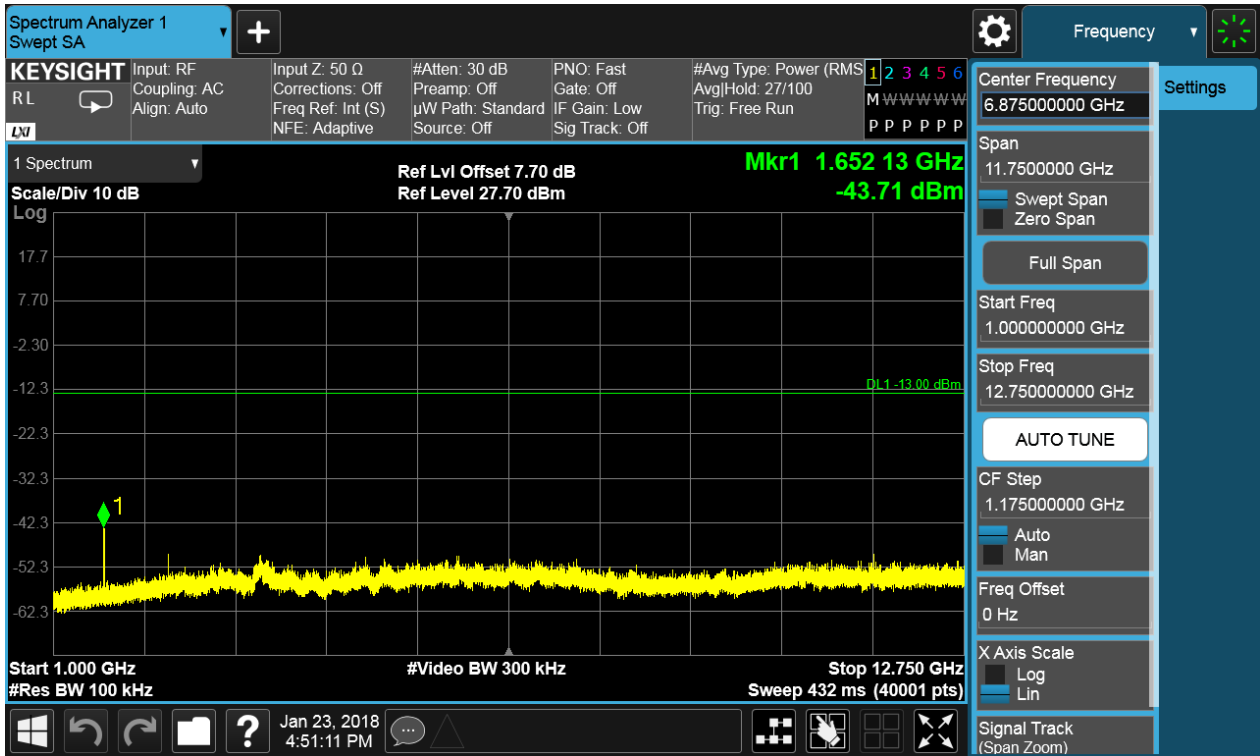 Spectrum Analyzer 1
Swept SA
+
Frequency
KEYSIGHT
RL
LXI
Input: RF
Coupling: AC
Align: Auto
Input Z: 50 Ω
Corrections: Off
Freq Ref: Int (S)
NFE: Adaptive
#Atten: 30 dB
Preamp: Off
µW Path: Standard
Source: Off
PNO: Fast
Gate: Off
IF Gain: Low
Sig Track: Off
#Avg Type: Power (RMS
Avg|Hold: 27/100
Trig: Free Run
1 2 3 4 5 6
M W W W W W
P P P P P P
1 Spectrum
Scale/Div 10 dB
Log
Ref Lvl Offset 7.70 dB
Ref Level 27.70 dBm
Mkr1 1.652 13 GHz
-43.71 dBm
17.7
7.70
-2.30
-12.3
-22.3
-32.3
-42.3
-52.3
-62.3
DL1 -13.00 dBm
1
Start 1.000 GHz
#Res BW 100 kHz
#Video BW 300 kHz
Stop 12.750 GHz
Sweep 432 ms (40001 pts)
Center Frequency
6.875000000 GHz
Span
11.7500000 GHz
Swept Span
Zero Span
Full Span
Start Freq
1.000000000 GHz
Stop Freq
12.750000000 GHz
AUTO TUNE
CF Step
1.175000000 GHz
Auto
Man
Freq Offset
0 Hz
X Axis Scale
Log
Lin
Signal Track
(Span Zoom)
Settings
?
Jan 23, 2018
4:51:11 PM